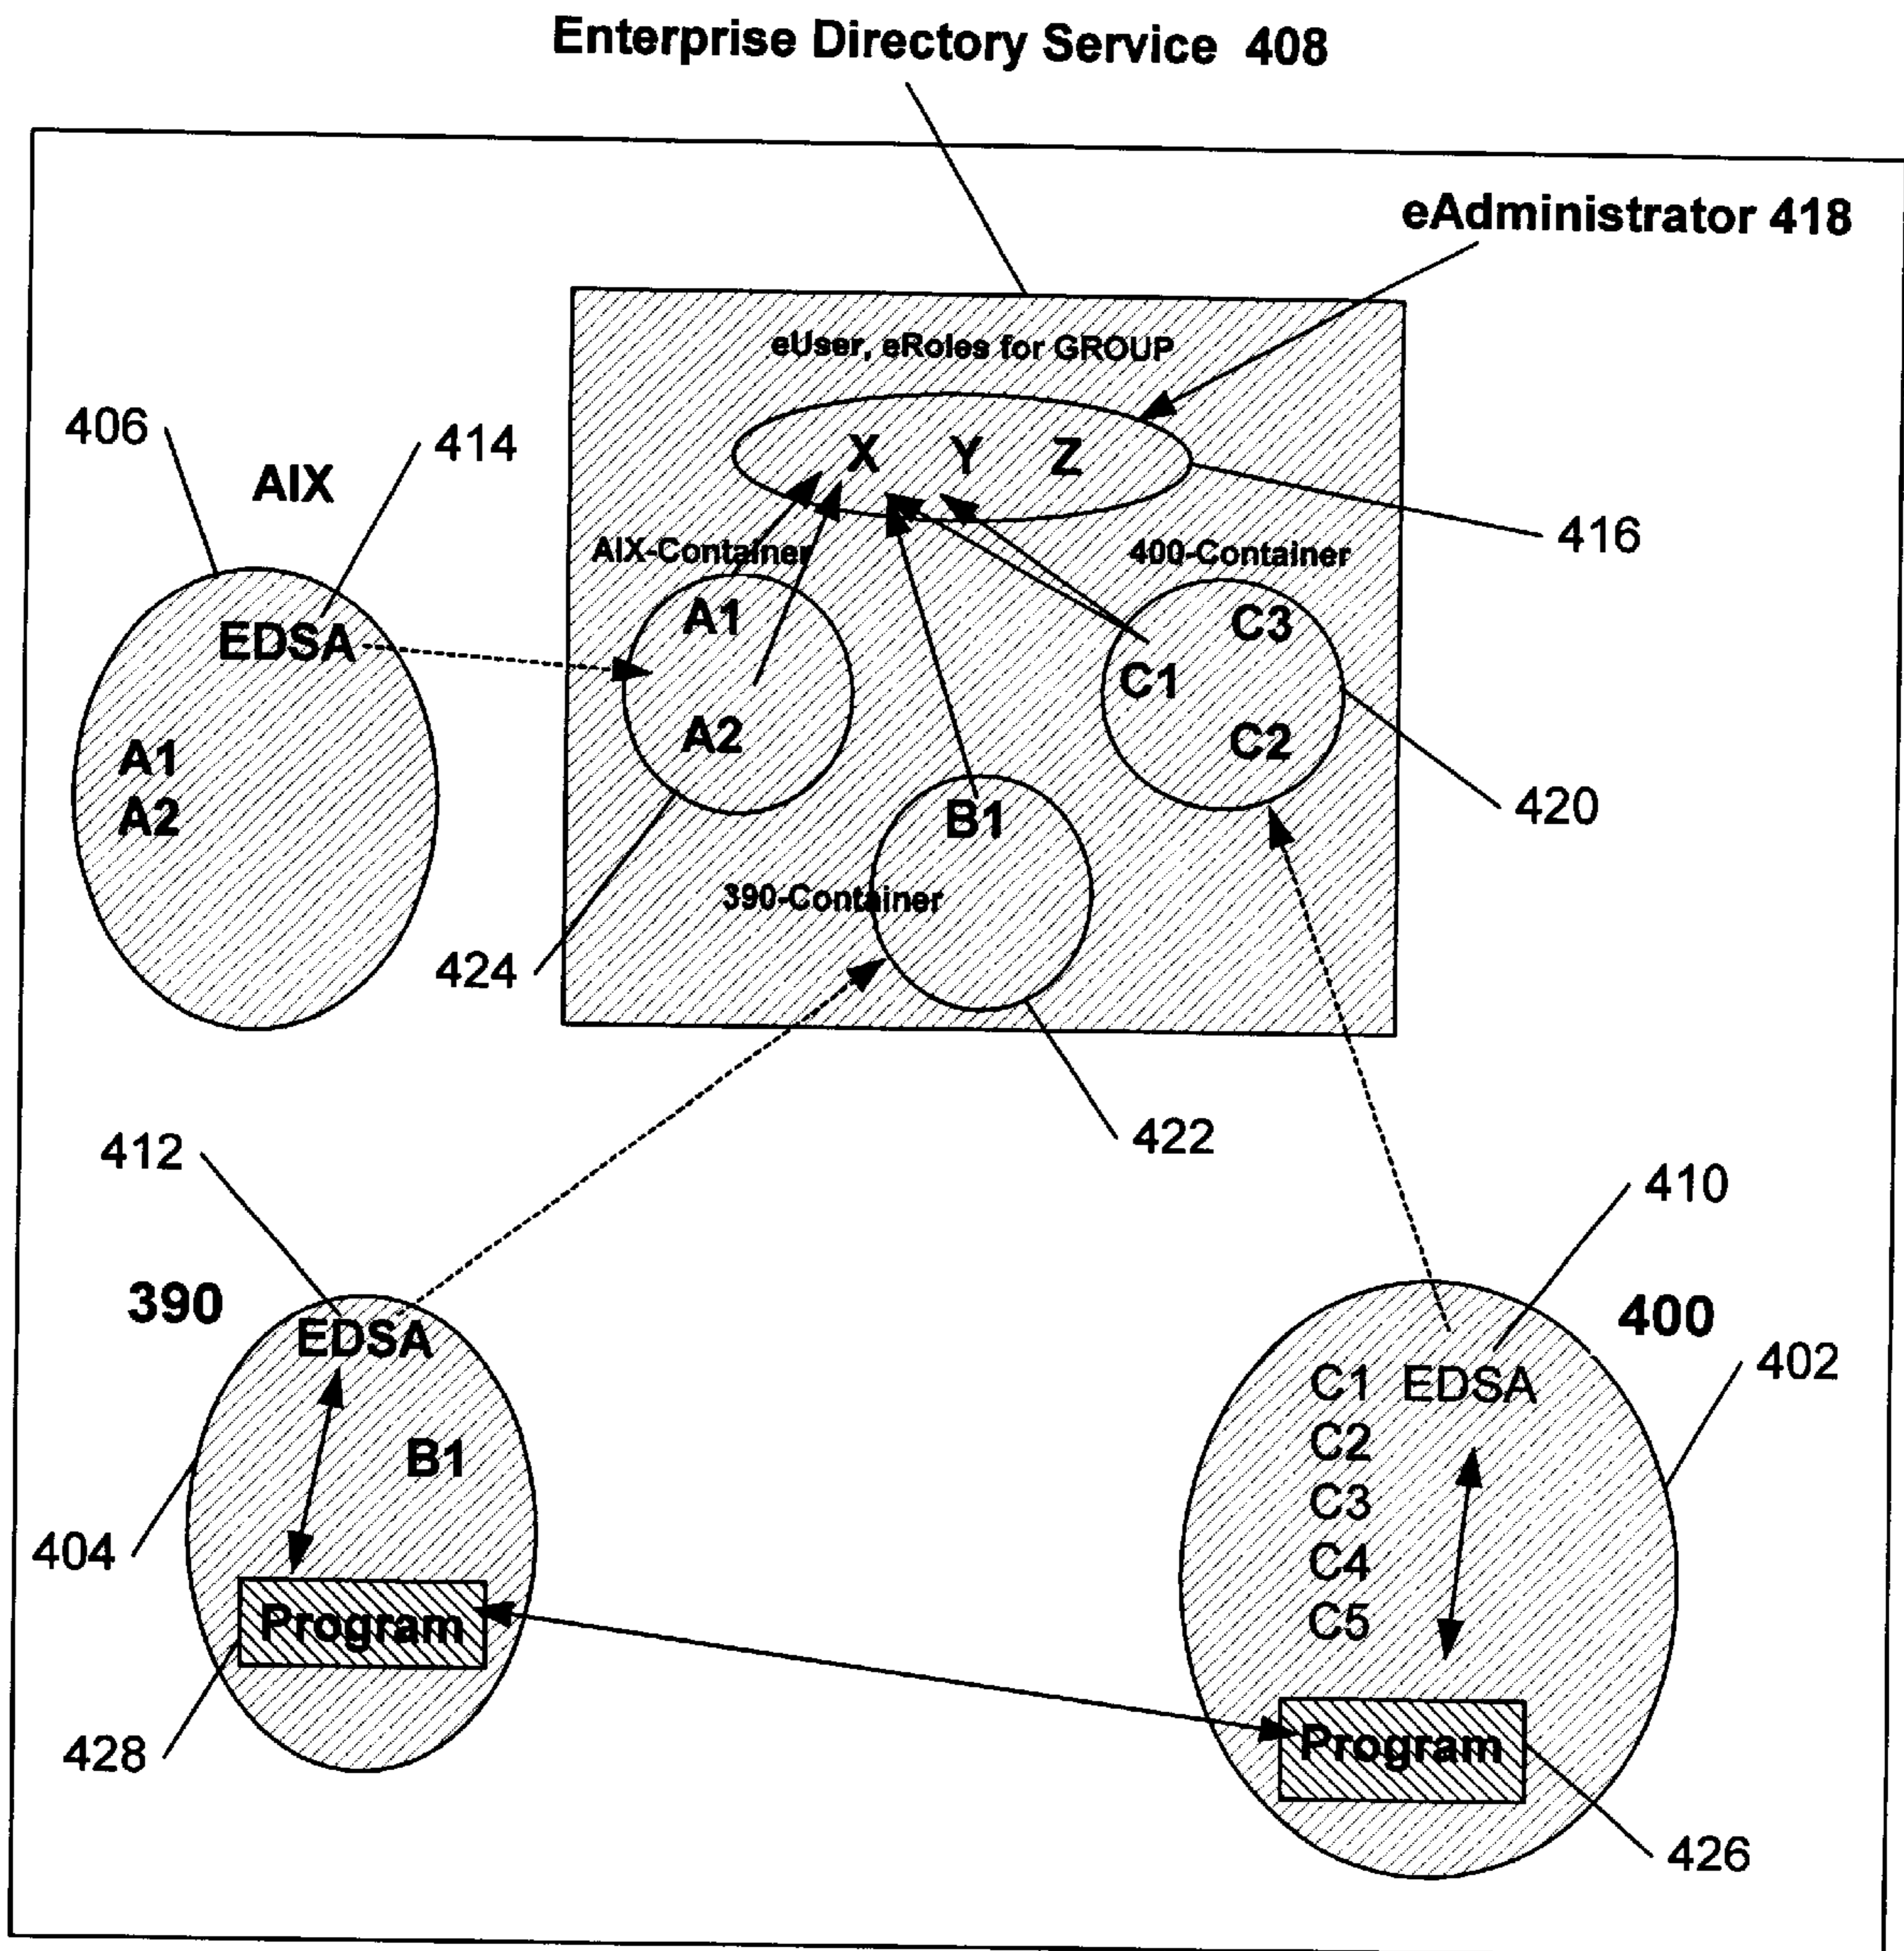 Enterprise Directory Service 408
eAdministrator 418
eUser, eRoles for GROUP
406
AIX
414
X Y Z
416
AIX-Container
400-Container
EDSA
A1
A2
A1
A2
C3
C1
C2
420
B1
390-Container
424
422
412
410
390
EDSA
B1
404
Program
428
400
402
C1 EDSA
C2
C3
C4
C5
Program
426